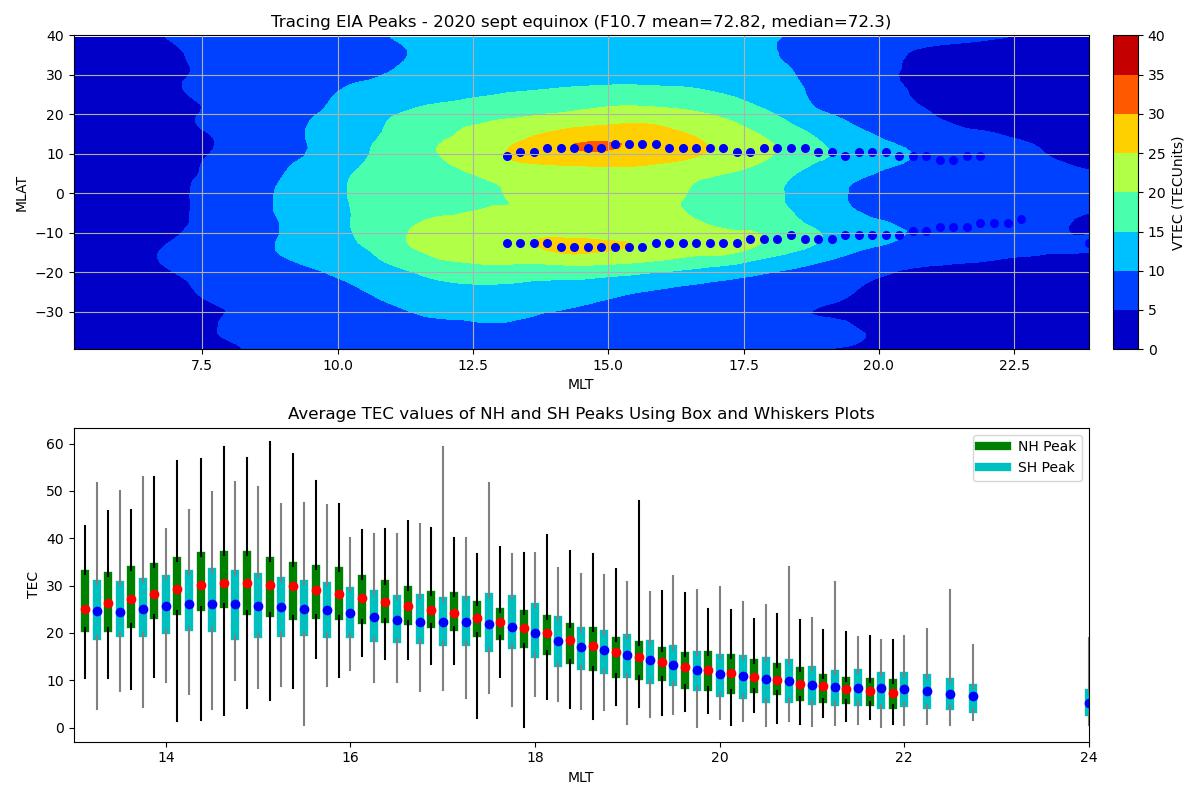 Tracing EIA Peaks - 2020 sept equinox (F10.7 mean=72.82, median=72.3)
40
30
20
10
0
−10
−20
−30
MLAT
7.5 10.0 12.5 15.0 17.5 20.0 22.5
MLT
40
35
30
25
20
15
10
5
0
VTEC (TECUnits)
Average TEC values of NH and SH Peaks Using Box and Whiskers Plots
60
50
40
30
20
10
0
TEC
NH Peak
SH Peak
14 16 18 20 22 24
MLT